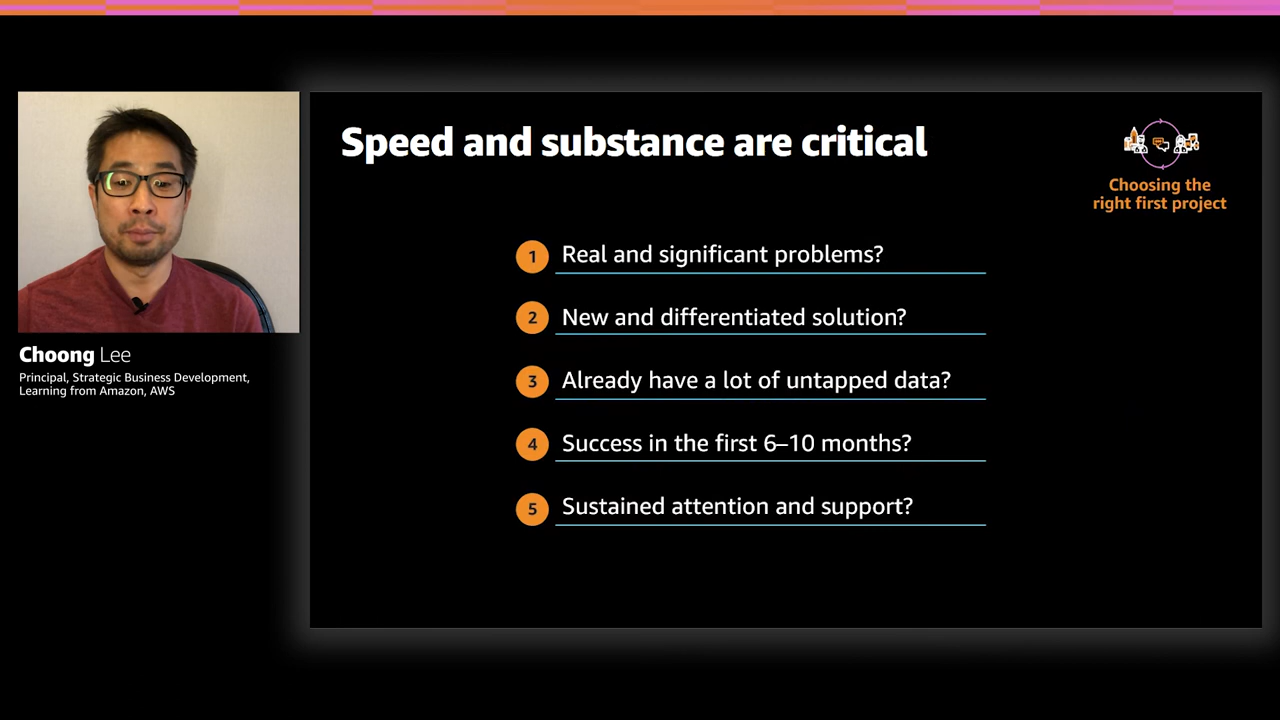 Speed and substance are critical
Choosing the
right first project
1 Real and significant problems?
2 New and differentiated solution?
3 Already have a lot of untapped data?
4 Success in the first 6–10 months?
5 Sustained attention and support?
Choong Lee
Principal, Strategic Business Development,
Learning from Amazon, AWS